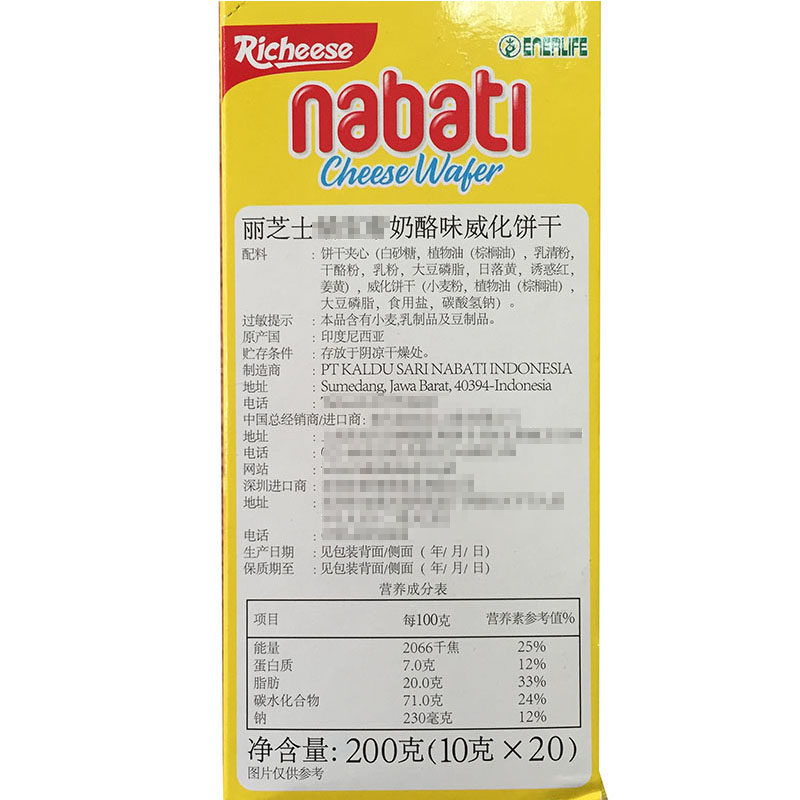 Richeese
ENERLIFE
nabati
Cheese Wafer
丽芝士 奶酪味威化饼干
配料 : 饼干夹心（白砂糖，植物油（棕榈油），乳清粉，
干酪粉，乳粉，大豆磷脂，日落黄，诱惑红，
姜黄），威化饼干（小麦粉，植物油（棕榈油），
大豆磷脂，食用盐，碳酸氢钠）。
过敏提示 : 本品含有小麦,乳制品及豆制品。
原产国 : 印度尼西亚
贮存条件 : 存放于阴凉干燥处。
制造商 : PT KALDU SARI NABATI INDONESIA
地址 : Sumedang, Jawa Barat, 40394-Indonesia
电话 :
中国总经销商/进口商:
地址 :
电话 :
网站 :
深圳进口商 :
地址 :
电话 :
生产日期 : 见包装背面/侧面（ 年/ 月/ 日）
保质期至 : 见包装背面/侧面（ 年/ 月/ 日）
营养成分表
项目 每100克 营养素参考值%
能量 2066千焦 25%
蛋白质 7.0克 12%
脂肪 20.0克 33%
碳水化合物 71.0克 24%
钠 230毫克 12%
净含量: 200克(10克×20)
图片仅供参考